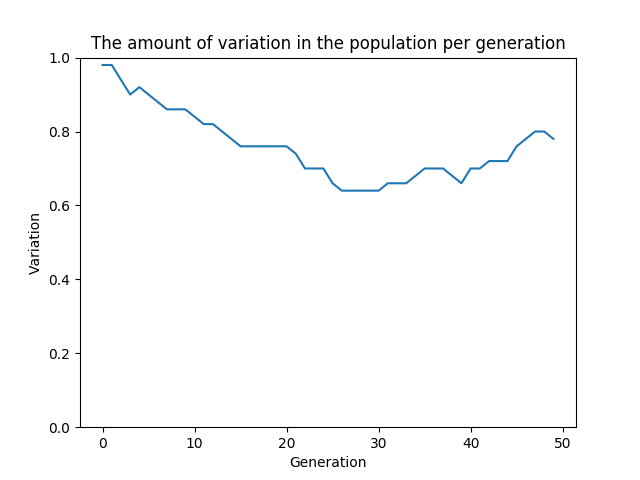 The amount of variation in the population per generation
1.0
0.8
0.6
0.4
0.2
0.0
Variation
0 10 20 30 40 50
Generation